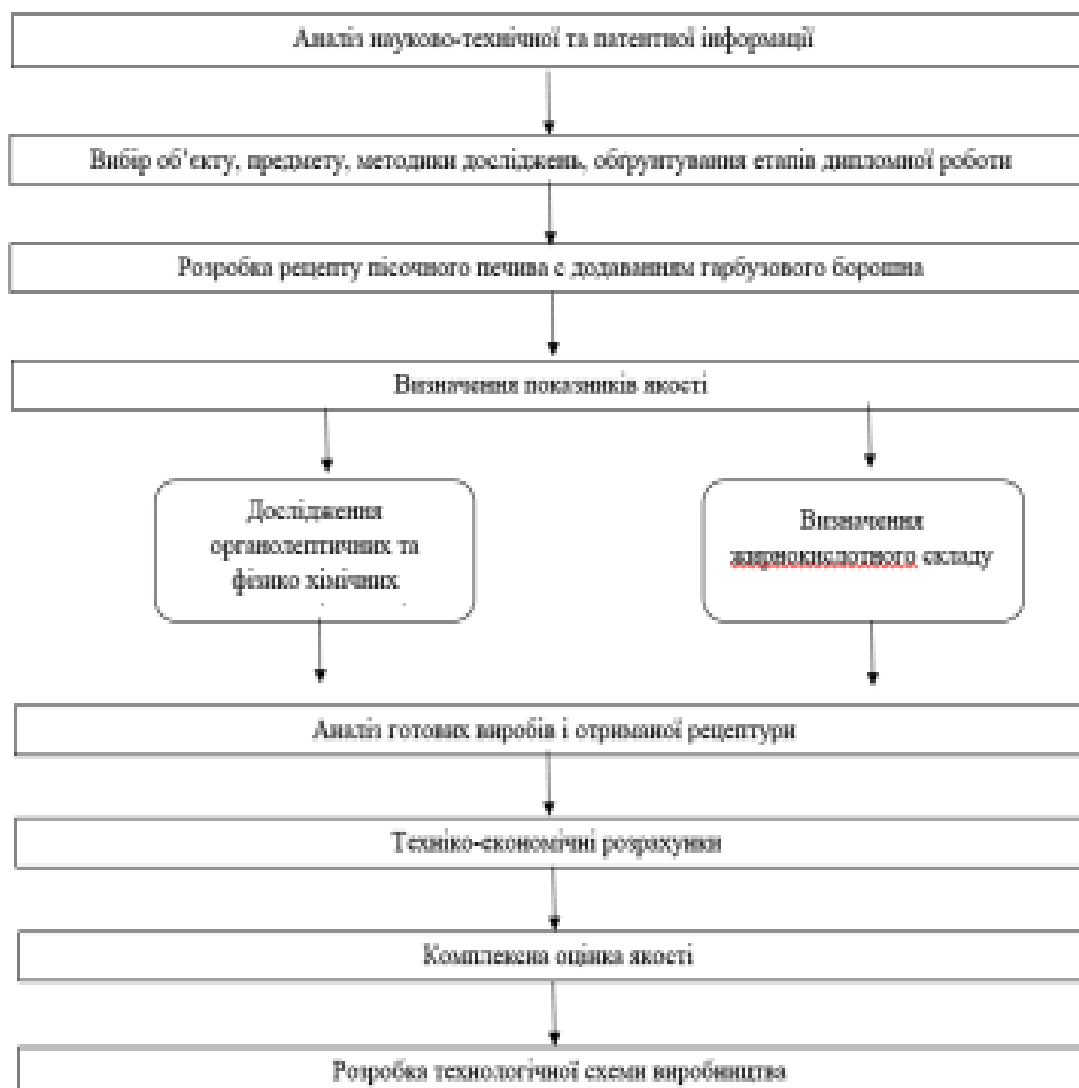 Аналіз науково-технічної та патентної інформації
Вибір об'єкту, предмету, методики досліджень, обґрунтування етапів дипломної роботи
Розробка рецепту пісочного печива с додаванням гарбузового борошна
Визначення показників якості
Дослідження
органолептичних та
фізико хімічних
Визначення
жирнокислотного складу
Аналіз готових виробів і отриманої рецептури
Техніко-економічні розрахунки
Комплексна оцінка якості
Розробка технологічної схеми виробництва